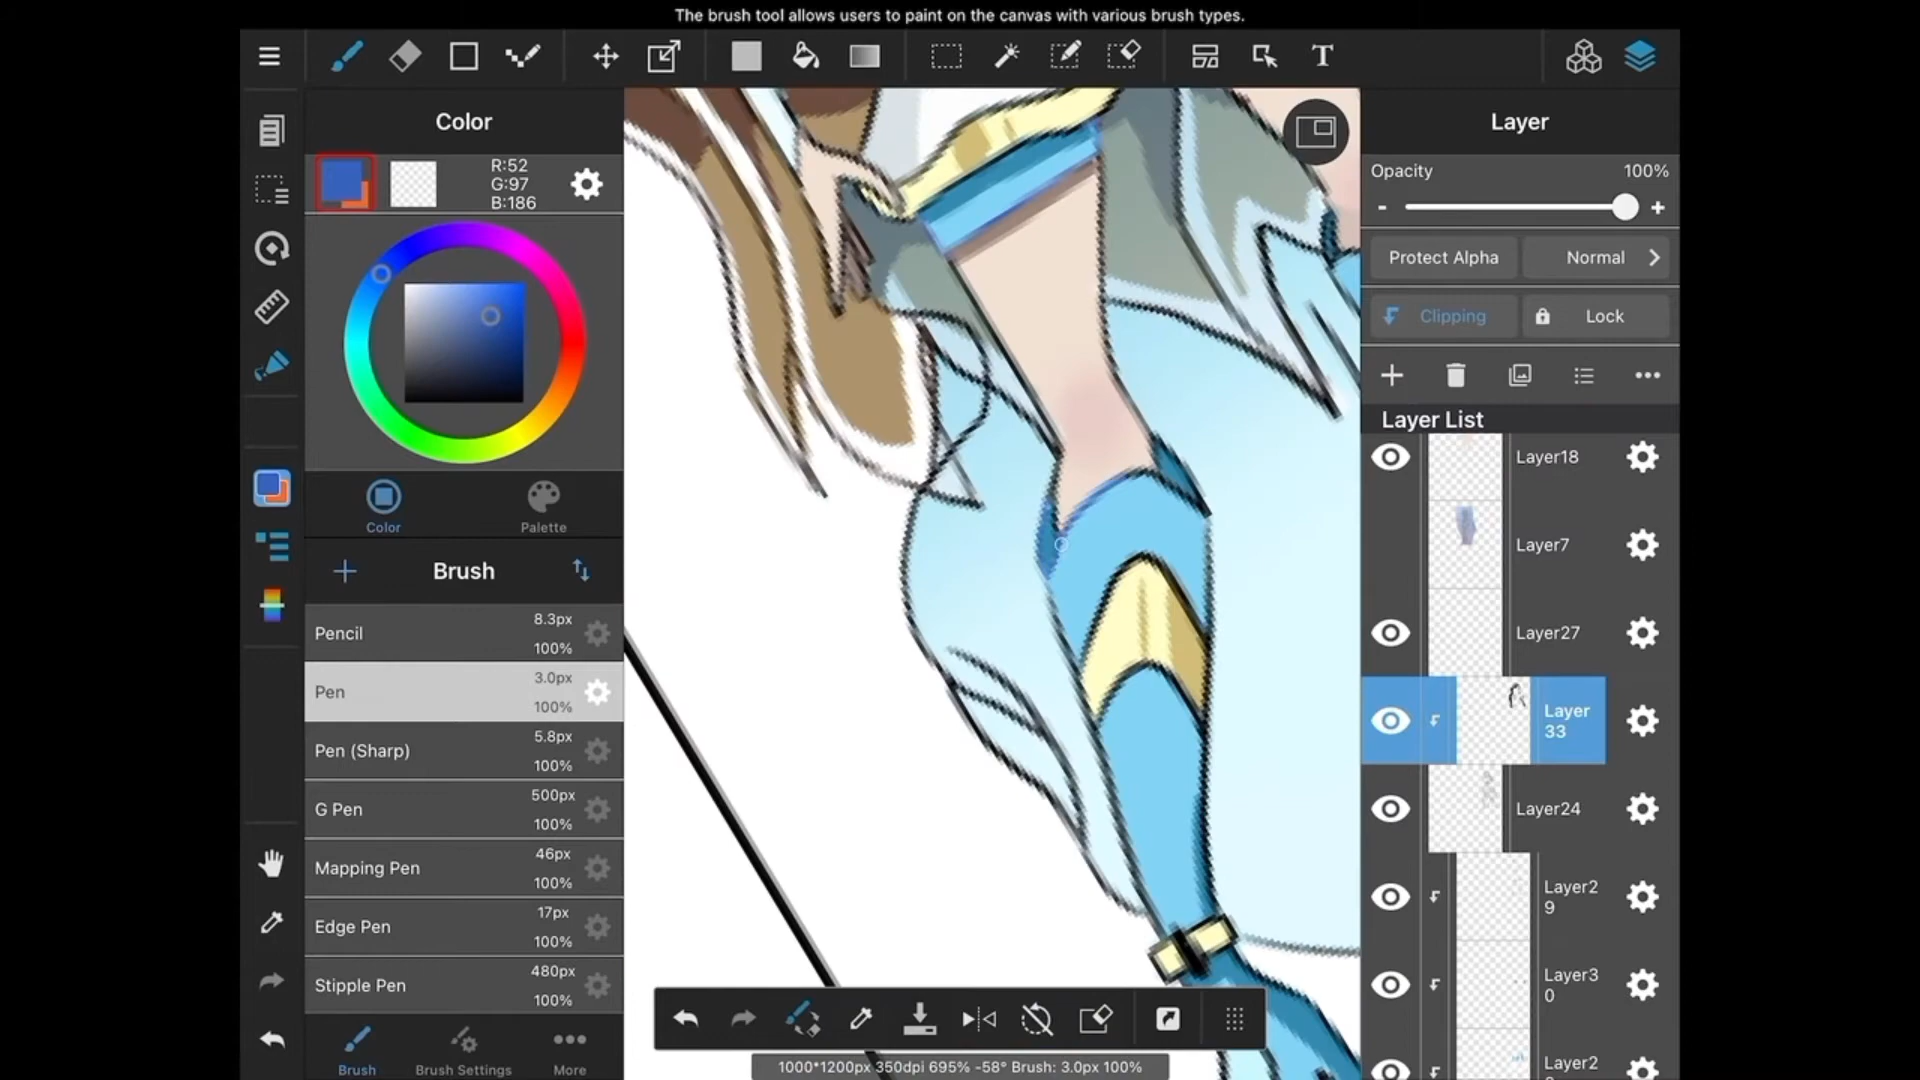 The brush tool allows users to paint on the canvas with various brush types.
T
Color
R:52
G:97
B:186
Color
Palette
Brush
Pencil
8.3px
100%
Pen
3.0px
100%
Pen (Sharp)
5.8px
100%
G Pen
500px
100%
Mapping Pen
46px
100%
Edge Pen
17px
100%
Stipple Pen
480px
100%
Brush
Brush Settings
More
1000*1200px 350dpi 695% -58° Brush: 3.0px 100%
Layer
Opacity
100%
- +
Protect Alpha
Normal
Clipping
Lock
Layer List
Layer18
Layer7
Layer27
Layer
33
Layer24
Layer2
9
Layer3
0
Layer2